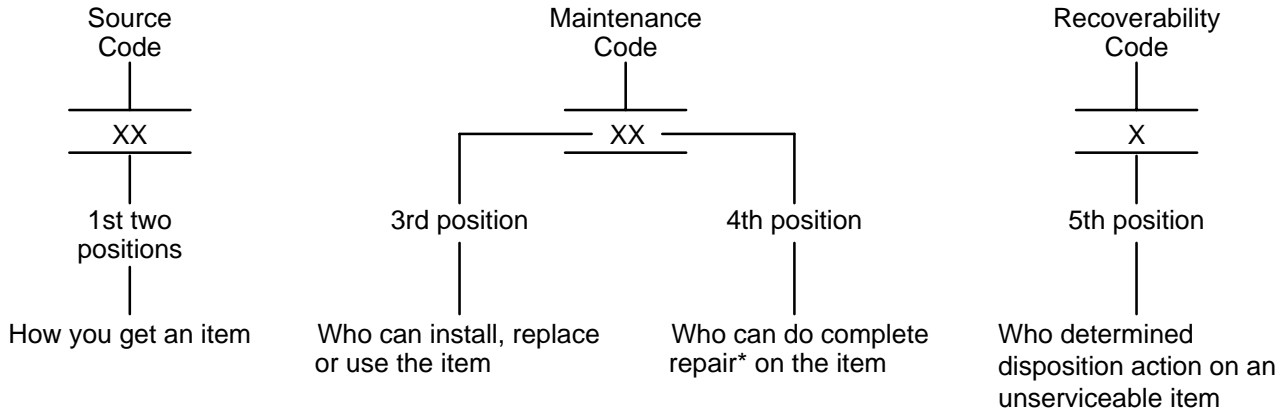 Source
Code
XX
1st two
positions
How you get an item
Maintenance
Code
XX
3rd position
Who can install, replace
or use the item
4th position
Who can do complete
repair* on the item
Recoverability
Code
X
5th position
Who determined
disposition action on an
unserviceable item